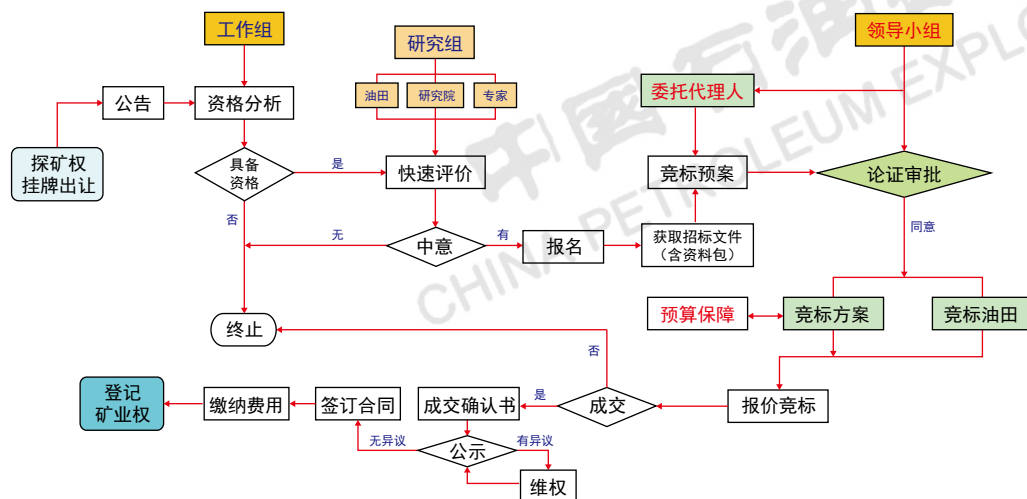 工作组
研究组
领导小组
公告
资格分析
油田
研究院
专家
委托代理人
探矿权
挂牌出让
具备
资格
是
快速评价
竞标预案
论证审批
否
无
中意
有
报名
获取招标文件
（含资料包）
同意
终止
预算保障
竞标方案
竞标油田
否
登记
矿业权
缴纳费用
签订合同
成交确认书
是
成交
报价竞标
无异议
公示
有异议
维权
中国石油
CHINA PETROLEUM EXPLO